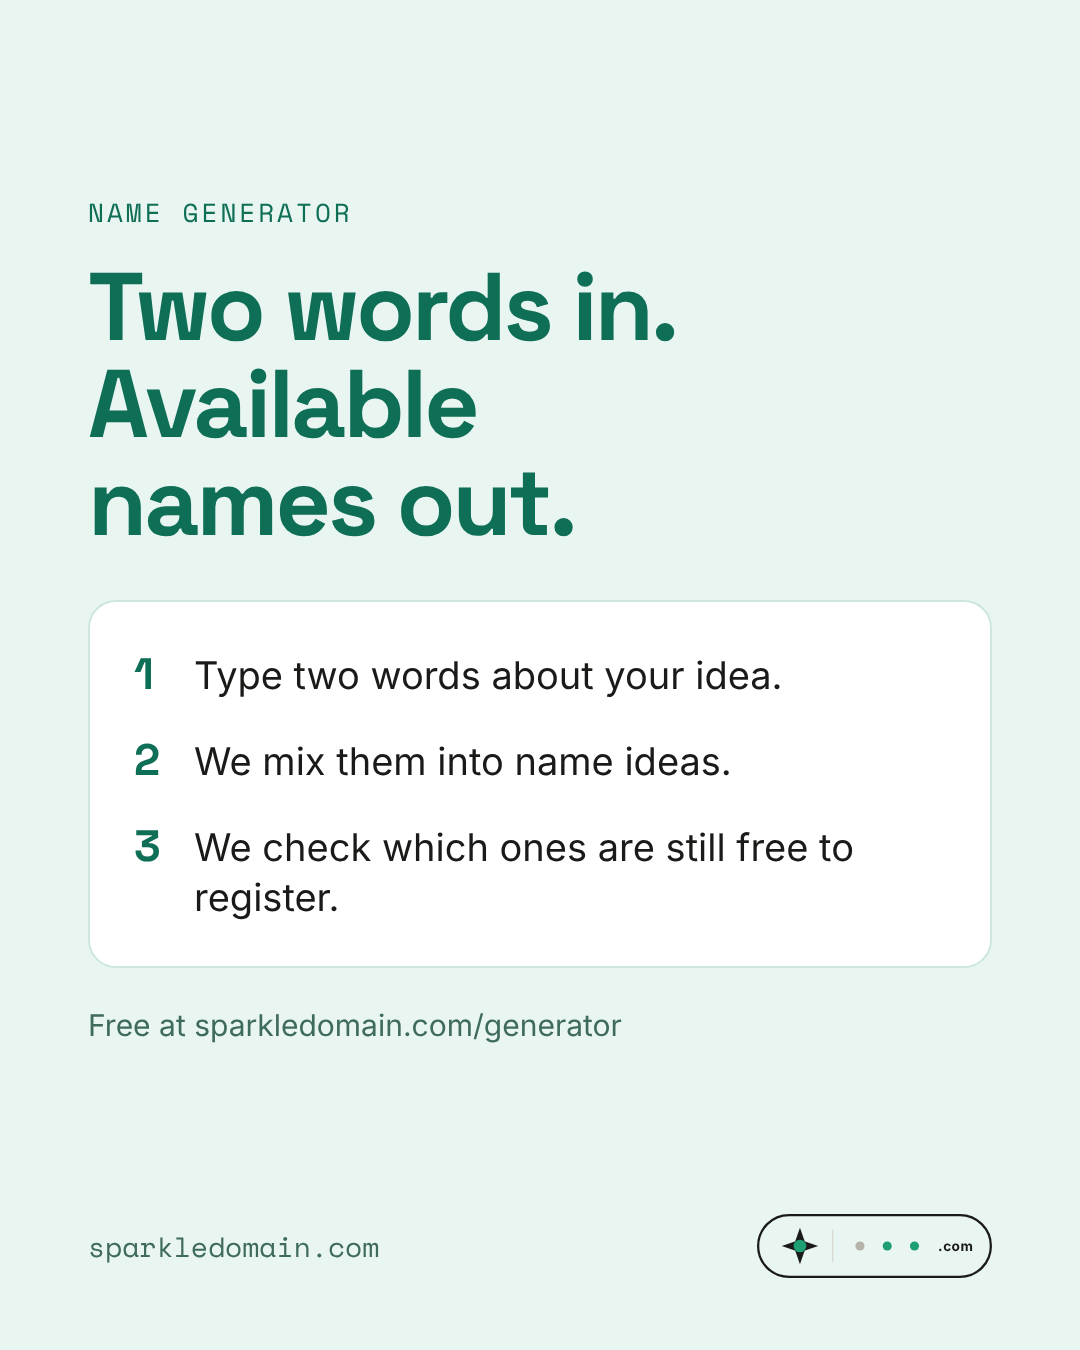 NAME GENERATOR
Two words in.
Available
names out.
1 Type two words about your idea.
2 We mix them into name ideas.
3 We check which ones are still free to
register.
Free at sparkledomain.com/generator
sparkledomain.com
.com